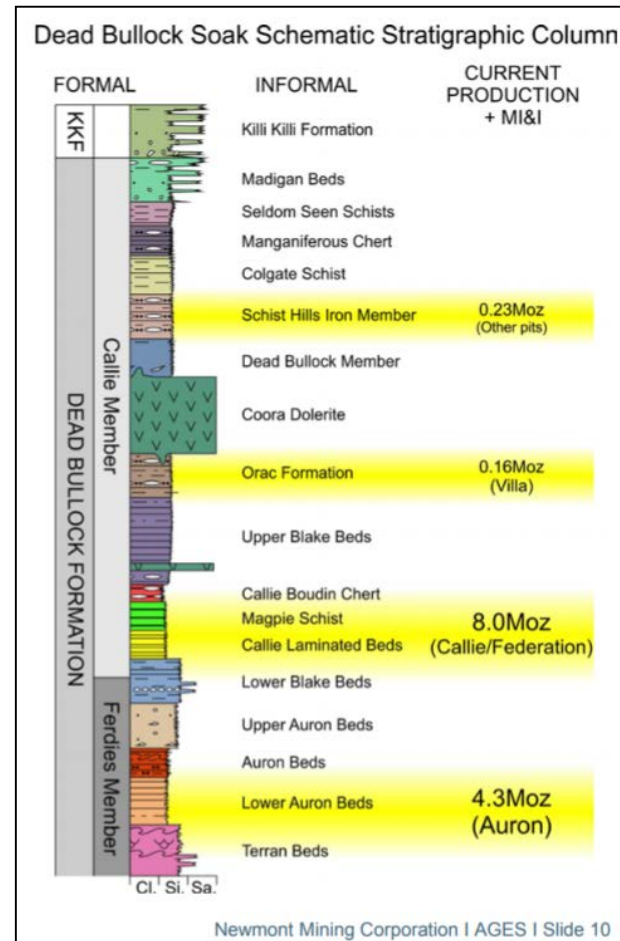 Dead Bullock Soak Schematic Stratigraphic Column
FORMAL
INFORMAL
CURRENT
PRODUCTION
+ MI&I
KKF
DEAD BULLOCK FORMATION
Callie Member
Ferdies Member
Killi Killi Formation
Madigan Beds
Seldom Seen Schists
Manganiferous Chert
Colgate Schist
Schist Hills Iron Member
0.23Moz
(Other pits)
Dead Bullock Member
Coora Dolerite
Orac Formation
0.16Moz
(Villa)
Upper Blake Beds
Callie Boudin Chert
Magpie Schist
Callie Laminated Beds
8.0Moz
(Callie/Federation)
Lower Blake Beds
Upper Auron Beds
Auron Beds
Lower Auron Beds
4.3Moz
(Auron)
Terran Beds
Cl. Si. Sa.
Newmont Mining Corporation I AGES I Slide 10